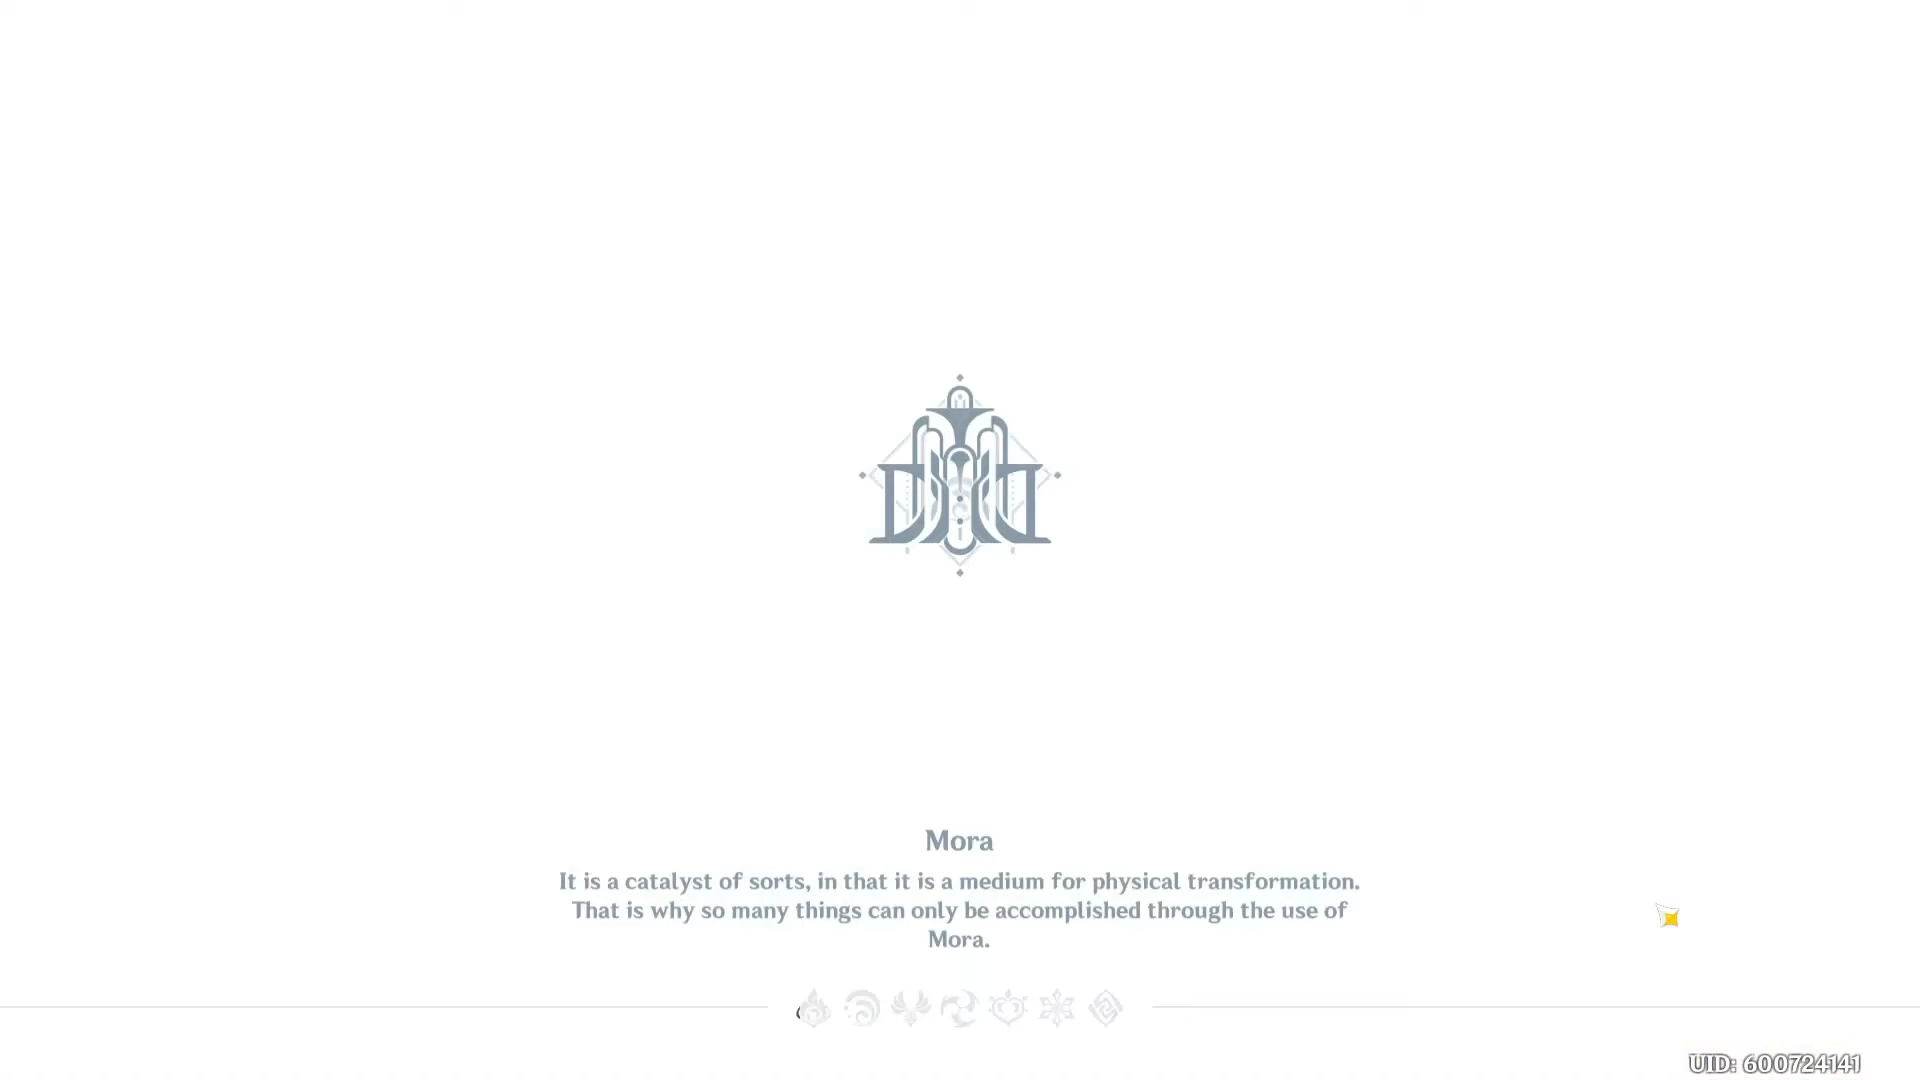 Mora
It is a catalyst of sorts, in that it is a medium for physical transformation.
That is why so many things can only be accomplished through the use of
Mora.
UID: 600724141